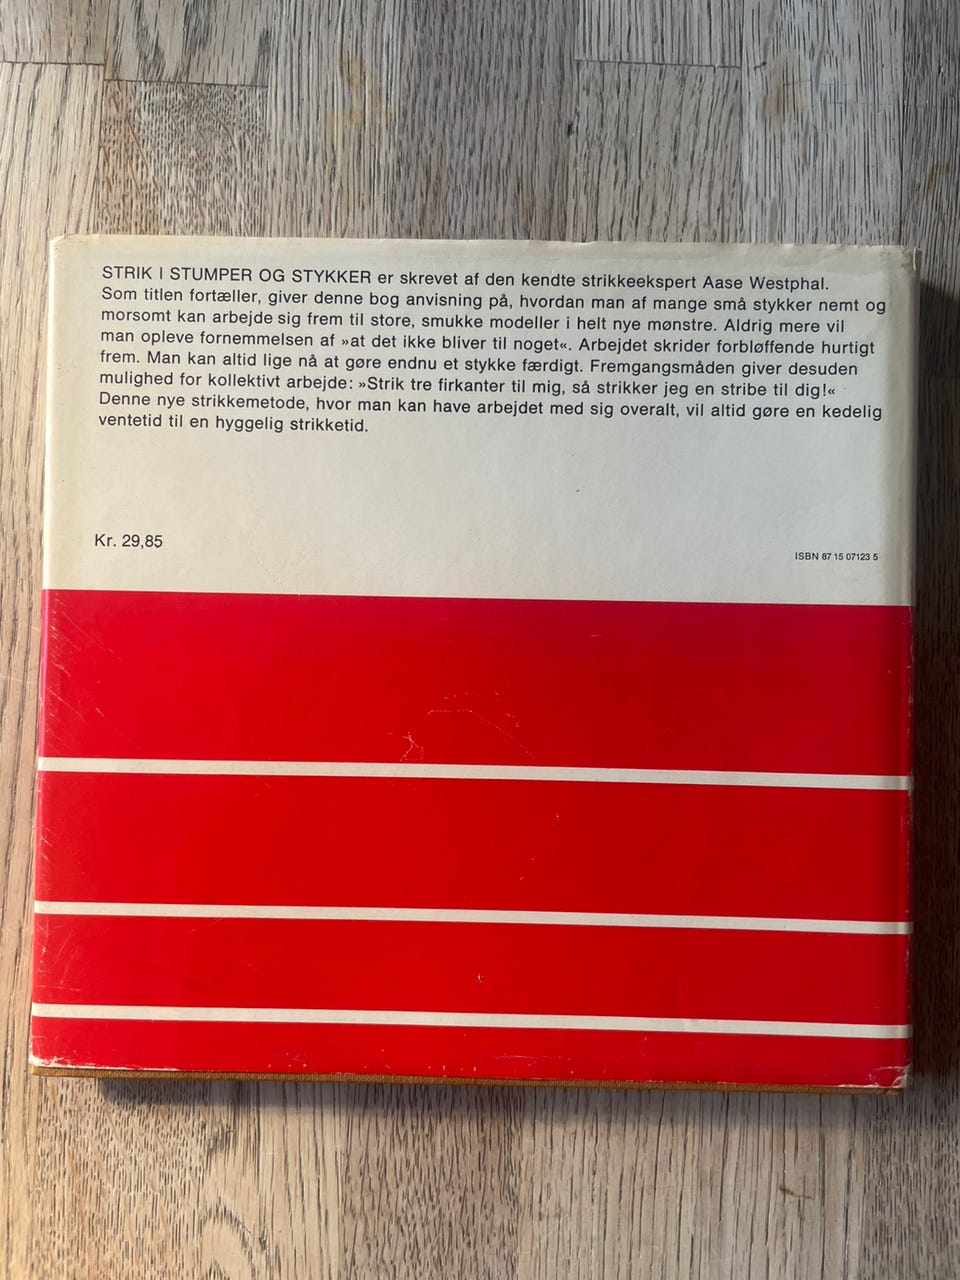 STRIK I STUMPER OG STYKKER er skrevet af den kendte strikkeekspert Aase Westphal.
Som titlen fortæller, giver denne bog anvisning på, hvordan man af mange små stykker nemt og
morsomt kan arbejde sig frem til store, smukke modeller i helt nye mønstre. Aldrig mere vil
man opleve fornemmelsen af »at det ikke bliver til noget«. Arbejdet skrider forbløffende hurtigt
frem. Man kan altid lige nå at gøre endnu et stykke færdigt. Fremgangsmåden giver desuden
mulighed for kollektivt arbejde: »Strik tre firkanter til mig, så strikker jeg en stribe til dig!«
Denne nye strikkemetode, hvor man kan have arbejdet med sig overalt, vil altid gøre en kedelig
ventetid til en hyggelig strikketid.
Kr. 29,85
ISBN 87 15 07123 5